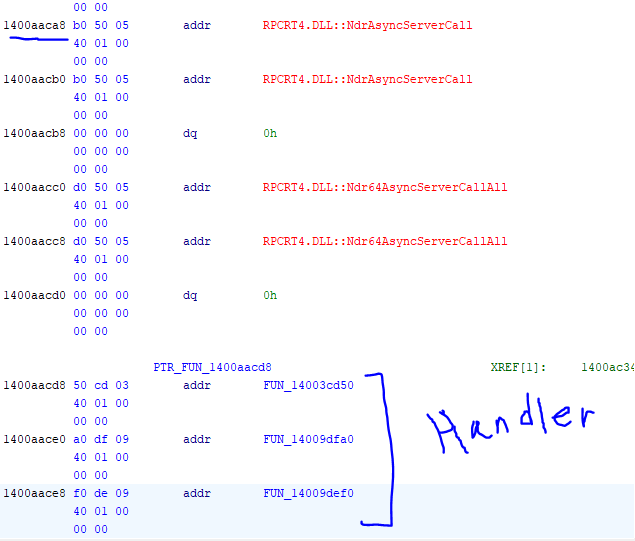 00 00
1400aaca8 b0 50 05 addr RPCRT4.DLL::NdrAsyncServerCall
40 01 00
00 00
1400aacb0 b0 50 05 addr RPCRT4.DLL::NdrAsyncServerCall
40 01 00
00 00
1400aacb8 00 00 00 dq 0h
00 00 00
00 00
1400aacc0 d0 50 05 addr RPCRT4.DLL::Ndr64AsyncServerCallAll
40 01 00
00 00
1400aacc8 d0 50 05 addr RPCRT4.DLL::Ndr64AsyncServerCallAll
40 01 00
00 00
1400aacd0 00 00 00 dq 0h
00 00 00
00 00
PTR_FUN_1400aacd8 XREF[1]: 1400ac34
1400aacd8 50 cd 03 addr FUN_14003cd50
40 01 00
00 00
Handler
1400aace0 a0 df 09 addr FUN_14009dfa0
40 01 00
00 00
1400aace8 f0 de 09 addr FUN_14009def0
40 01 00
00 00